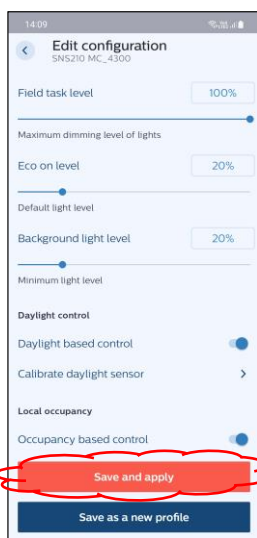 14:09
Edit configuration
SNS210 MC_4300
Field task level 100%
Maximum dimming level of lights
Eco on level 20%
Default light level
Background light level 20%
Minimum light level
Daylight control
Daylight based control
Calibrate daylight sensor
Local occupancy
Occupancy based control
Save and apply
Save as a new profile